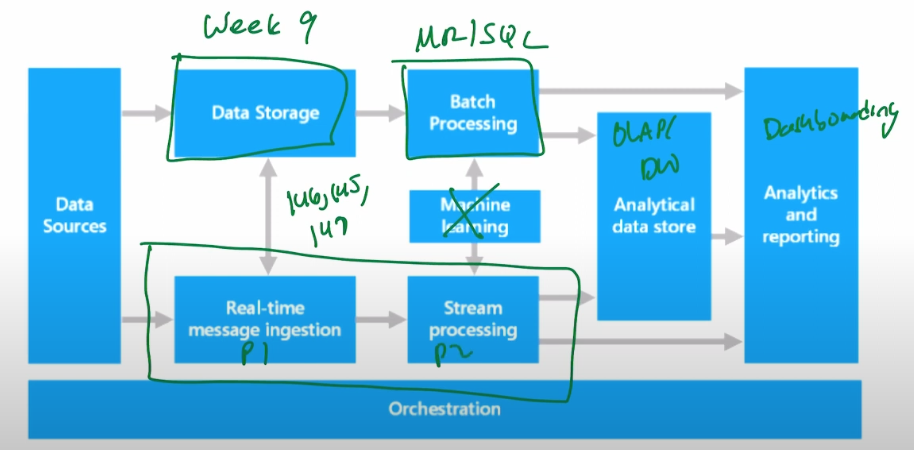 Week 9
MR/SQL
Data Storage
Batch
Processing
OLAP/
DW
Dashboarding
Data
Sources
146, 145,
147
Machine
learning
Analytical
data store
Analytics
and
reporting
Real-time
message ingestion
P1
Stream
processing
P2
Orchestration